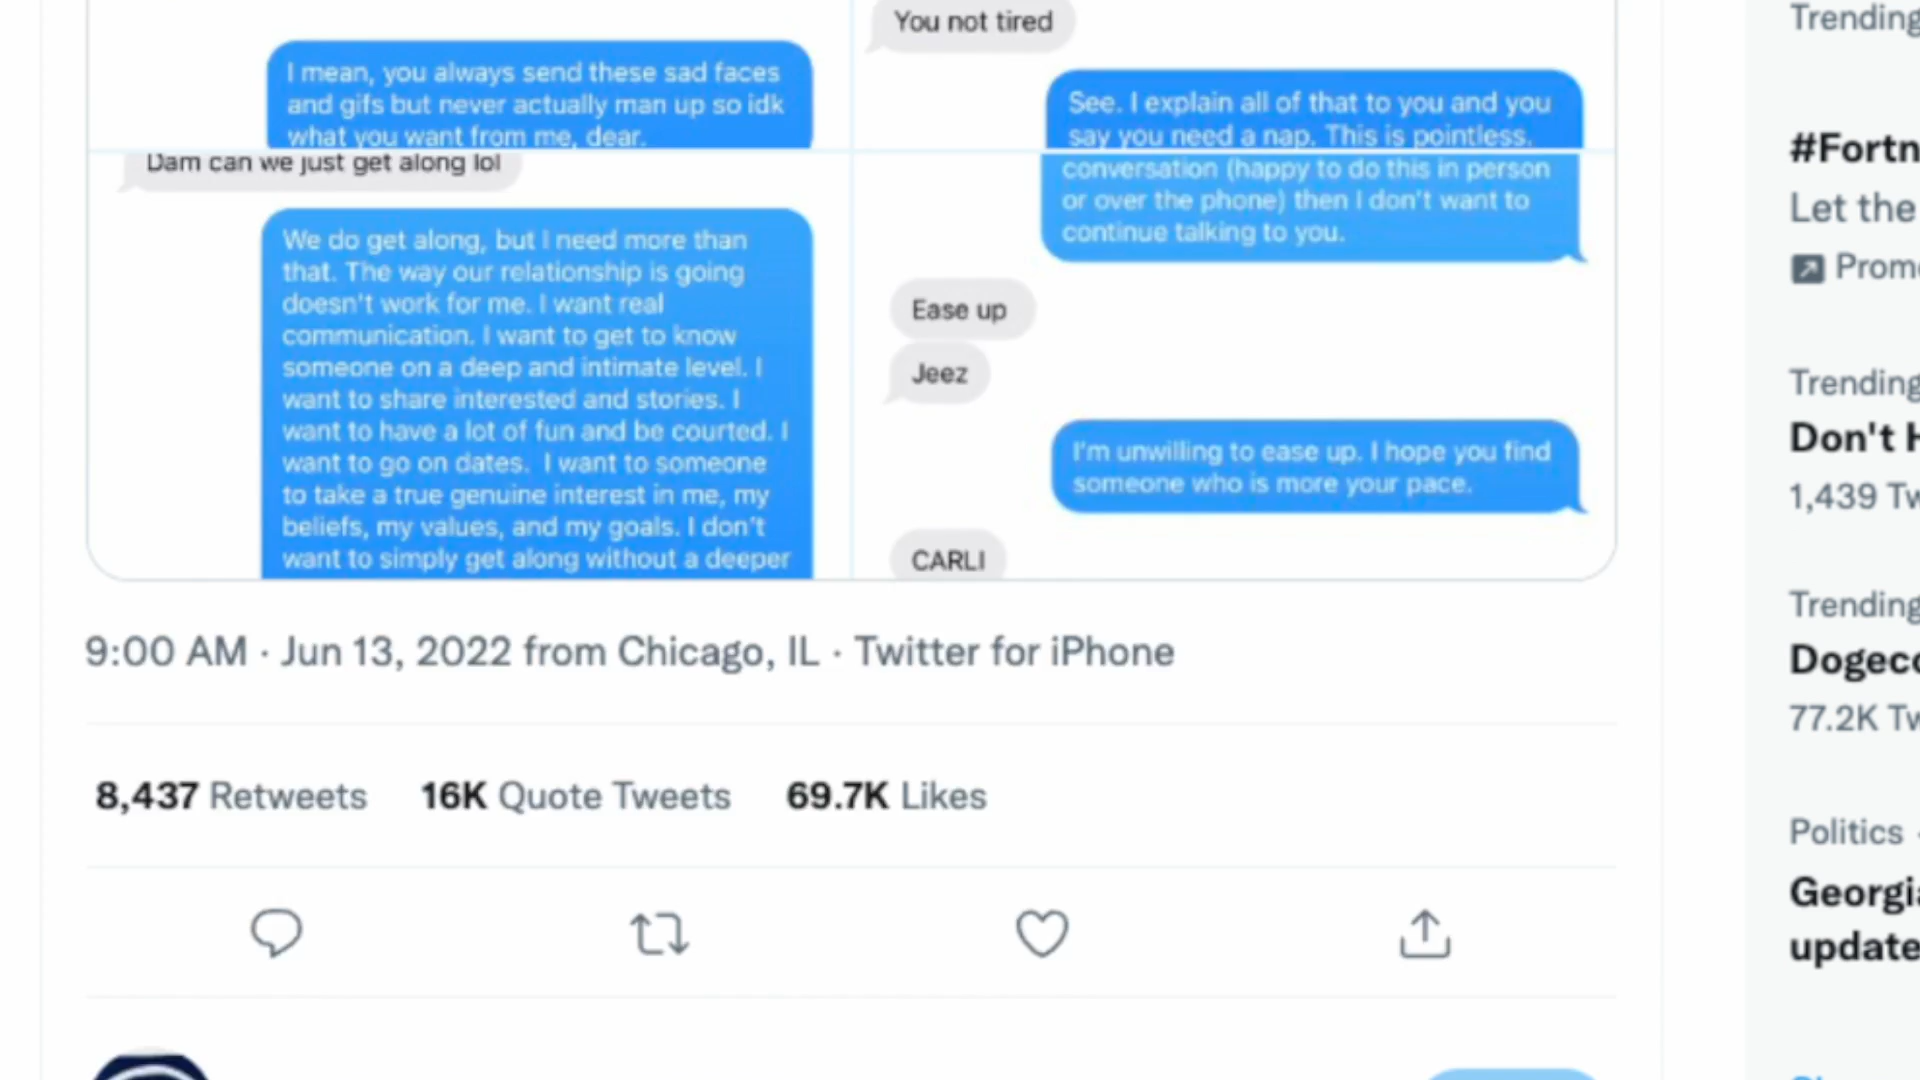 I mean, you always send these sad faces
and gifs but never actually man up so idk
what you want from me, dear.
You not tired
See. I explain all of that to you and you
say you need a nap. This is pointless.
Dam can we just get along lol
We do get along, but I need more than
that. The way our relationship is going
doesn't work for me. I want real
communication. I want to get to know
someone on a deep and intimate level. I
want to share interested and stories. I
want to have a lot of fun and be courted. I
want to go on dates. I want to someone
to take a true genuine interest in me, my
beliefs, my values, and my goals. I don't
want to simply get along without a deeper
conversation (happy to do this in person
or over the phone) then I don't want to
continue talking to you.
Ease up
Jeez
I'm unwilling to ease up. I hope you find
someone who is more your pace.
CARLI
9:00 AM · Jun 13, 2022 from Chicago, IL · Twitter for iPhone
8,437 Retweets 16K Quote Tweets 69.7K Likes
Trending
#Fortn
Let the
Prom
Trending
Don't H
1,439 Tw
Trending
Dogeco
77.2K Tw
Politics ·
Georgia
update